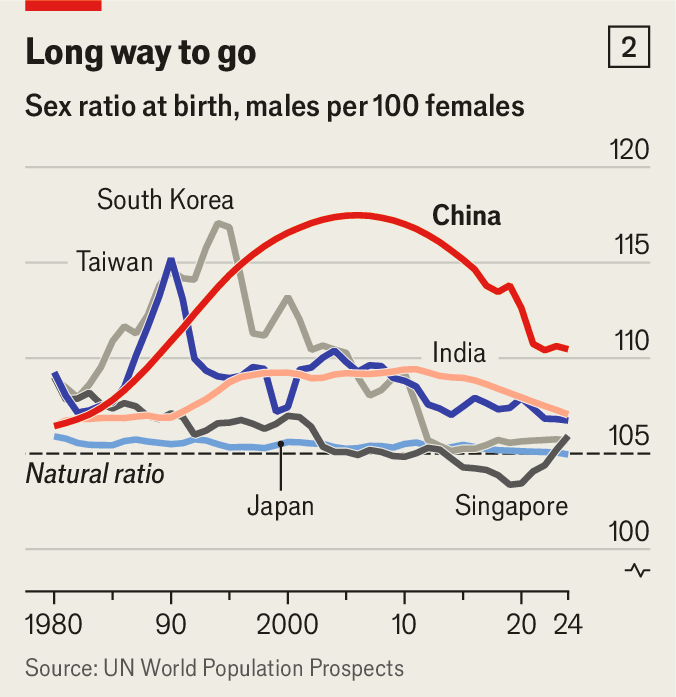 Long way to go
2
Sex ratio at birth, males per 100 females
120
South Korea
China
Taiwan
115
India
110
105
Natural ratio
Japan
Singapore
100
1980 90 2000 10 20 24
Source: UN World Population Prospects